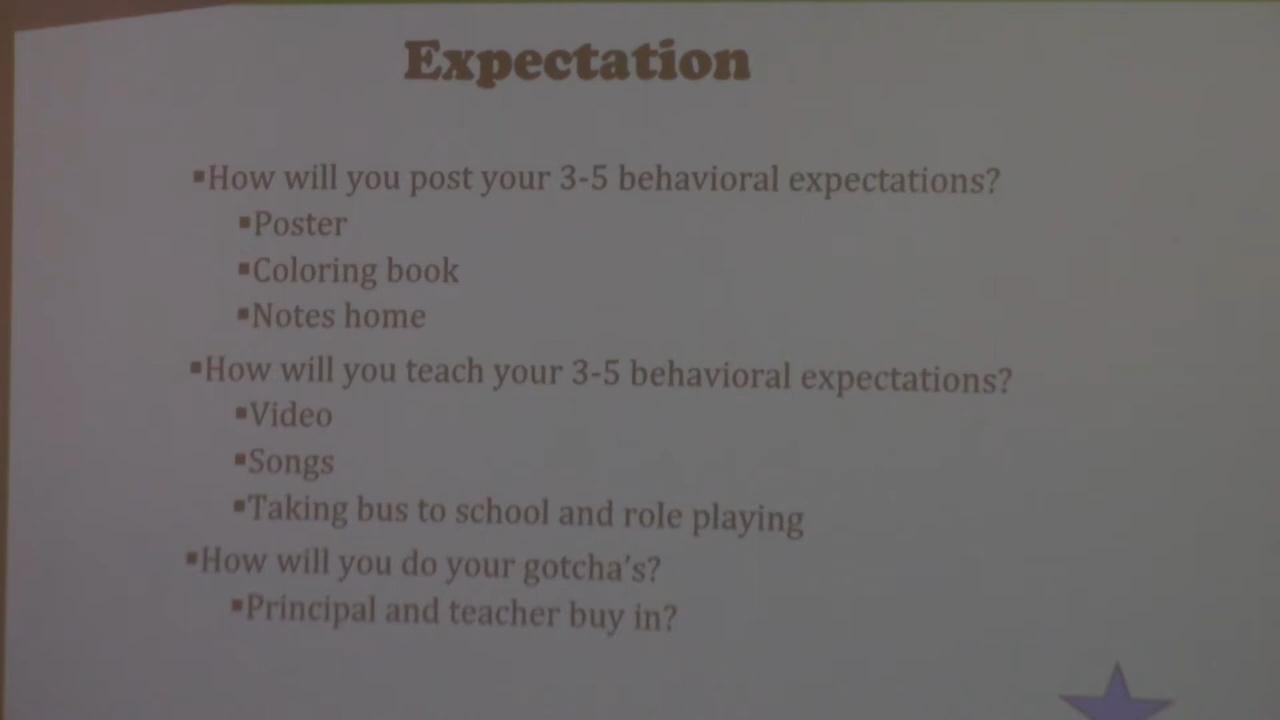 Expectation
▪How will you post your 3-5 behavioral expectations?
▪Poster
▪Coloring book
▪Notes home
▪How will you teach your 3-5 behavioral expectations?
▪Video
▪Songs
▪Taking bus to school and role playing
▪How will you do your gotcha's?
▪Principal and teacher buy in?